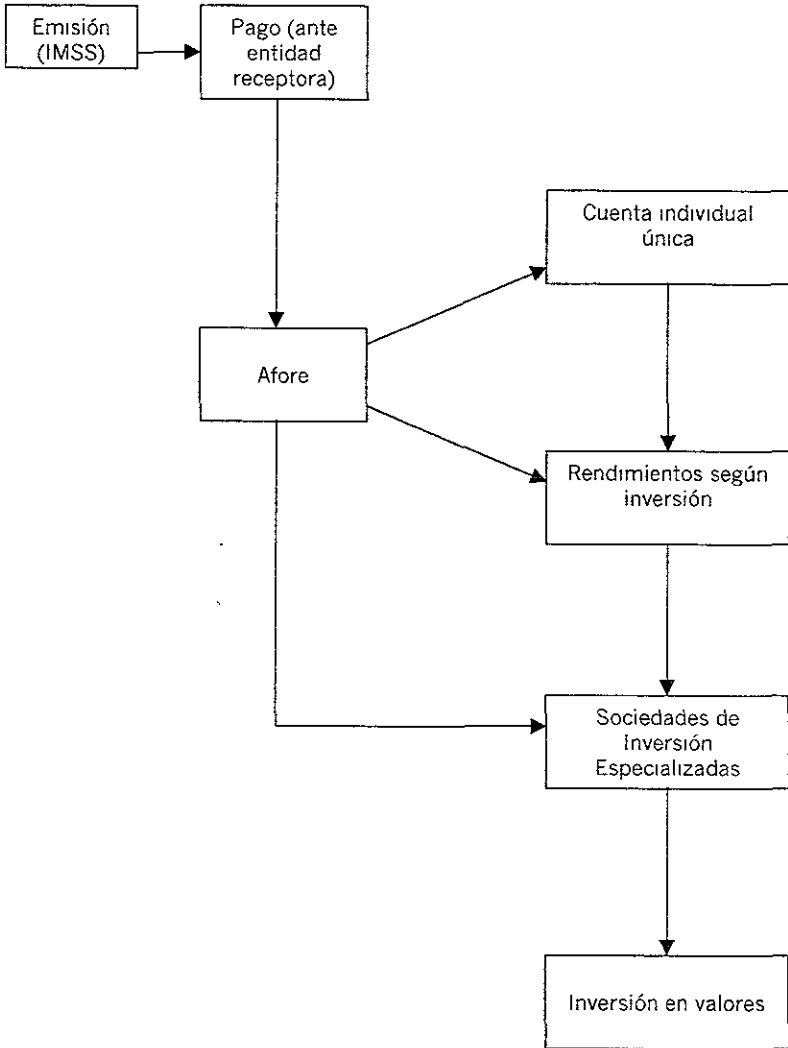 Emisión
(IMSS)
Pago (ante
entidad
receptora)
Cuenta individual
única
Afore
Rendimientos según
inversión
Sociedades de
Inversión
Especializadas
Inversión en valores